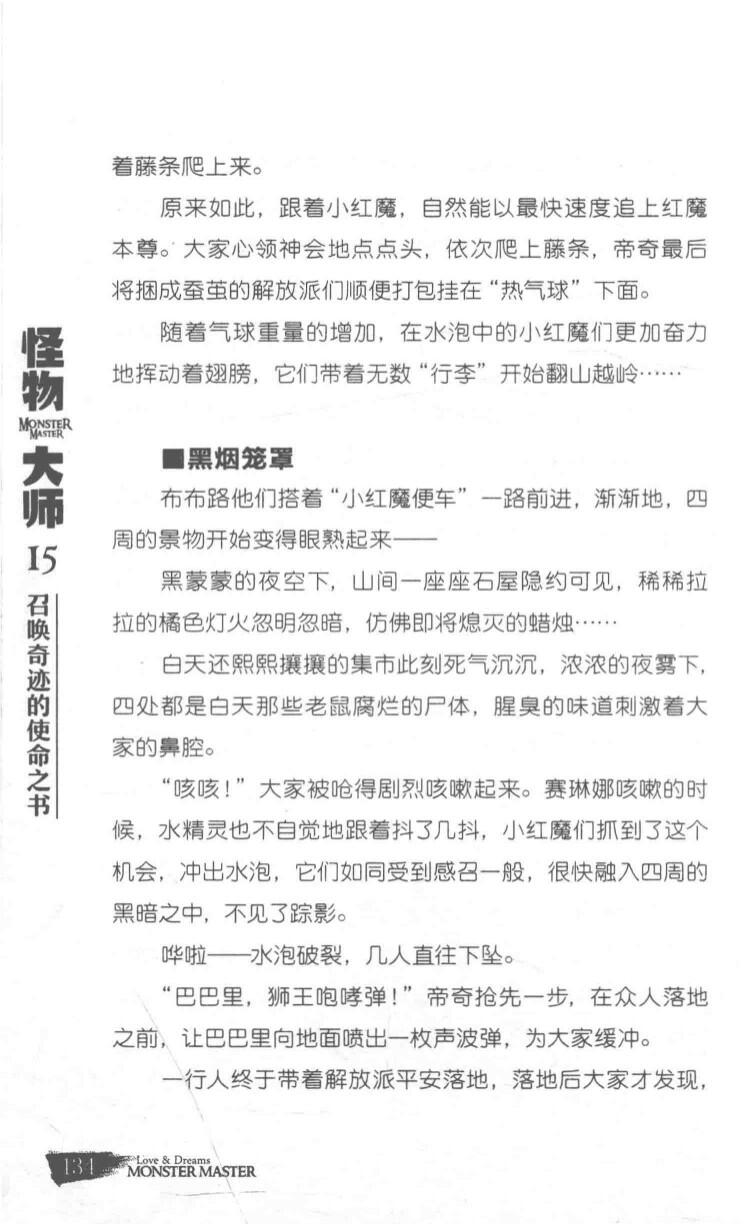 着藤条爬上来。
原来如此，跟着小红魔，自然能以最快速度追上红魔
本尊。大家心领神会地点点头，依次爬上藤条，帝奇最后
将捆成蚕茧的解放派们顺便打包挂在“热气球”下面。
随着气球重量的增加，在水泡中的小红魔们更加奋力
地挥动着翅膀，它们带着无数“行李”开始翻山越岭……
■黑烟笼罩
布布路他们搭着“小红魔便车”一路前进，渐渐地，四
周的景物开始变得眼熟起来——
黑蒙蒙的夜空下，山间一座座石屋隐约可见，稀稀拉
拉的橘色灯火忽明忽暗，仿佛即将熄灭的蜡烛……
白天还熙熙攘攘的集市此刻死气沉沉，浓浓的夜雾下，
四处都是白天那些老鼠腐烂的尸体，腥臭的味道刺激着大
家的鼻腔。
“咳咳！”大家被呛得剧烈咳嗽起来。赛琳娜咳嗽的时
候，水精灵也不自觉地跟着抖了几抖，小红魔们抓到了这个
机会，冲出水泡，它们如同受到感召一般，很快融入四周的
黑暗之中，不见了踪影。
哗啦——水泡破裂，几人直往下坠。
“巴巴里，狮王咆哮弹！”帝奇抢先一步，在众人落地
之前，让巴巴里向地面喷出一枚声波弹，为大家缓冲。
一行人终于带着解放派平安落地，落地后大家才发现，
怪物
MONSTER
MASTER
大师
15
召唤奇迹的使命之书
134
Love & Dreams
MONSTER MASTER